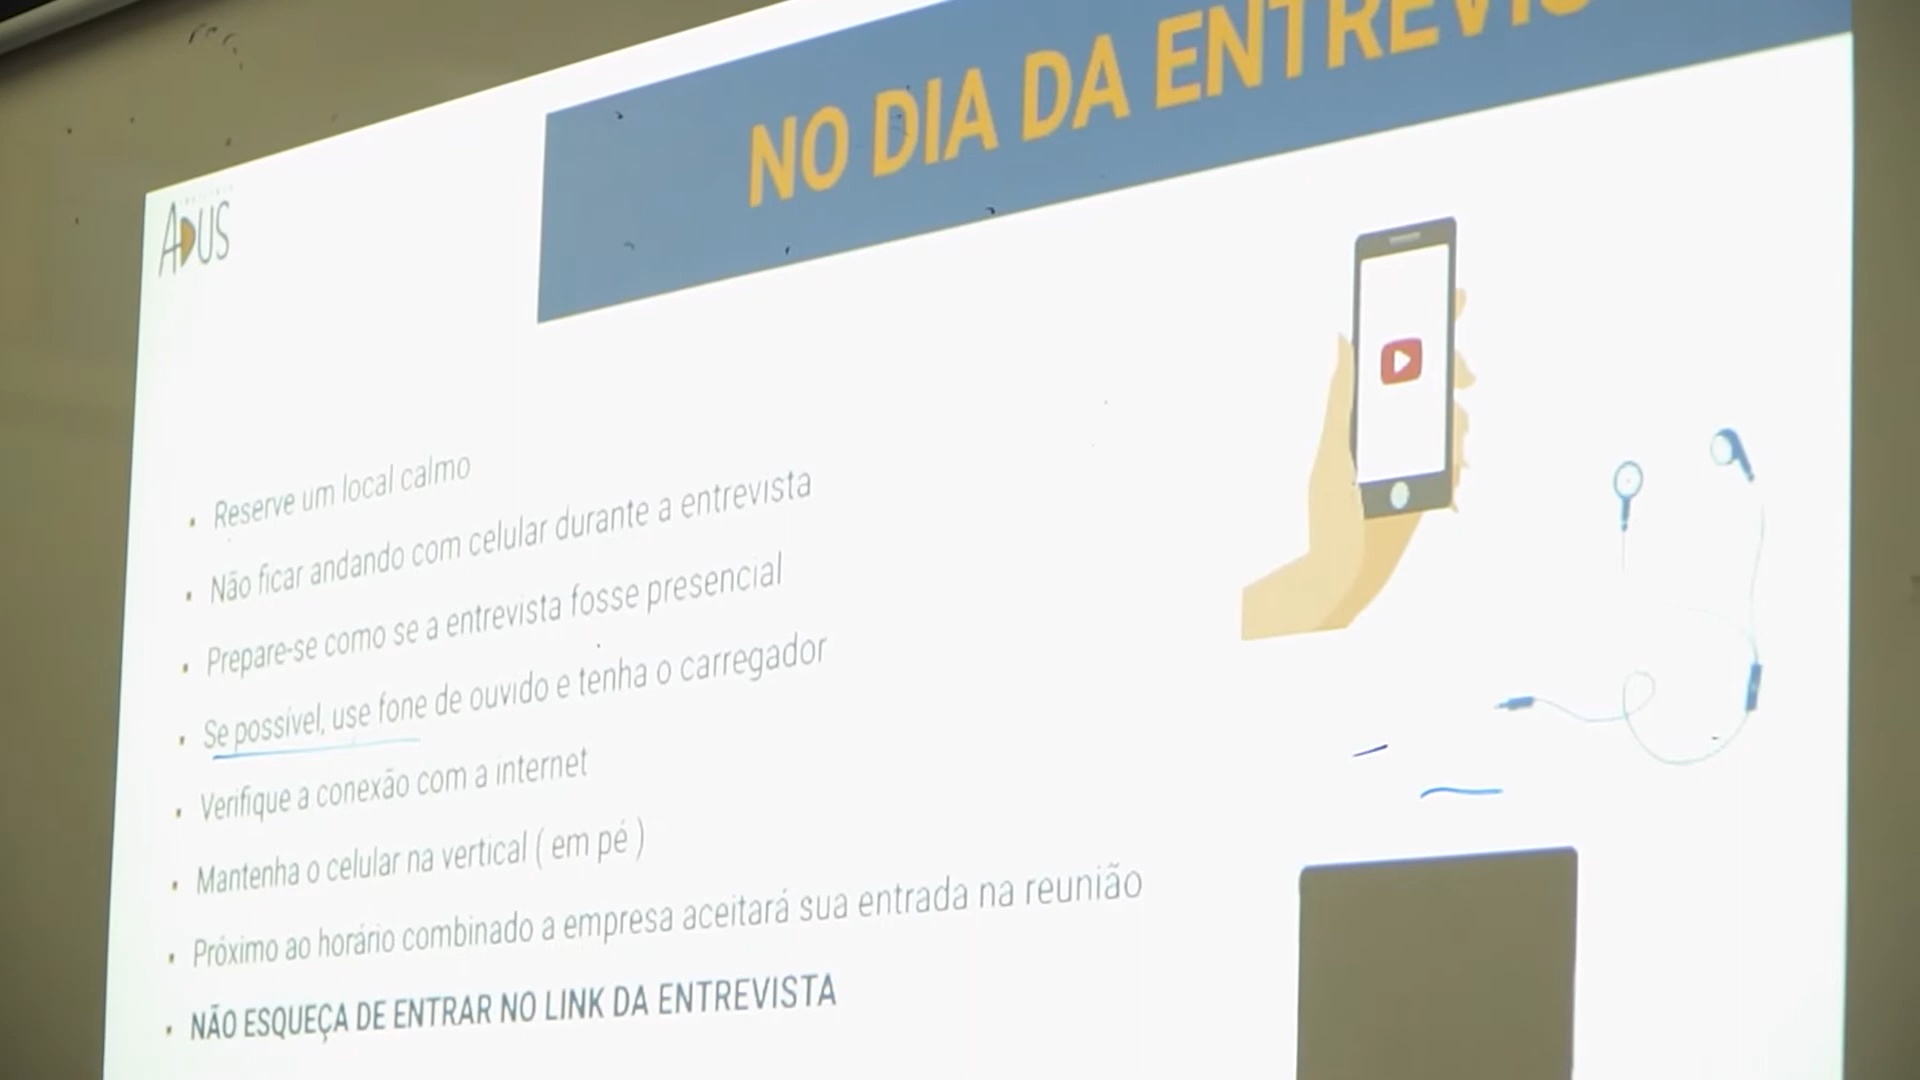 NO DIA DA ENTREVIS
ADUS
Reserve um local calmo
Não ficar andando com celular durante a entrevista
Prepare-se como se a entrevista fosse presencial
Se possível, use fone de ouvido e tenha o carregador
Verifique a conexão com a internet
Mantenha o celular na vertical ( em pé )
Próximo ao horário combinado a empresa aceitará sua entrada na reunião
NÃO ESQUEÇA DE ENTRAR NO LINK DA ENTREVISTA